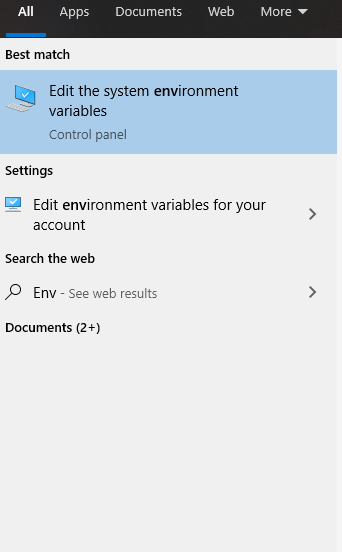 All Apps Documents Web More
Best match
Edit the system environment
variables
Control panel
Settings
Edit environment variables for your
account
Search the web
Env - See web results
Documents (2+)